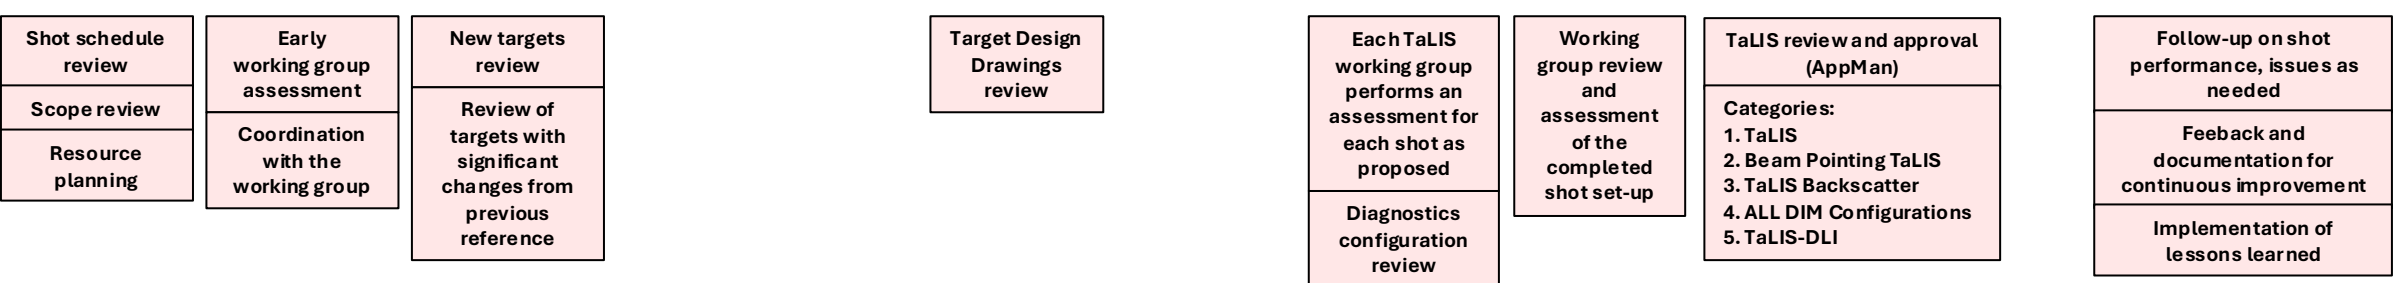 Shot schedule
review
Scope review
Resource
planning
Early
working group
assessment
Coordination
with the
working group
New targets
review
Review of
targets with
significant
changes from
previous
reference
Target Design
Drawings
review
Each TaLIS
working group
performs an
assessment for
each shot as
proposed
Diagnostics
configuration
review
Working
group review
and
assessment
of the
completed
shot set-up
TaLIS review and approval
(AppMan)
Categories:
1. TaLIS
2. Beam Pointing TaLIS
3. TaLIS Backscatter
4. ALL DIM Configurations
5. TaLIS-DLI
Follow-up on shot
performance, issues as
needed
Feeback and
documentation for
continuous improvement
Implementation of
lessons learned